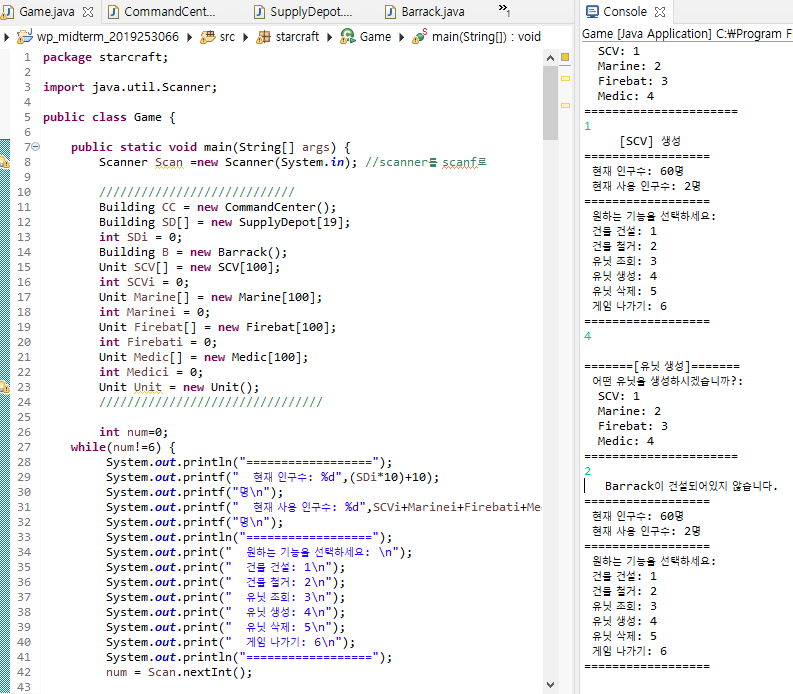 Game.java
CommandCent...
SupplyDepot....
Barrack.java
»1
wp_midterm_2019253066 src starcraft Game main(String[]) : void
1 package starcraft;
2
3 import java.util.Scanner;
4
5 public class Game {
6
7 public static void main(String[] args) {
8 Scanner Scan =new Scanner(System.in); //scanner를 scanf로
9
10 ////////////////////////////
11 Building CC = new CommandCenter();
12 Building SD[] = new SupplyDepot[19];
13 int SDi = 0;
14 Building B = new Barrack();
15 Unit SCV[] = new SCV[100];
16 int SCVi = 0;
17 Unit Marine[] = new Marine[100];
18 int Marinei = 0;
19 Unit Firebat[] = new Firebat[100];
20 int Firebati = 0;
21 Unit Medic[] = new Medic[100];
22 int Medici = 0;
23 Unit Unit = new Unit();
24 ////////////////////////////////
25
26 int num=0;
27 while(num!=6) {
28 System.out.println("==================");
29 System.out.printf("  현재 인구수: %d",(SDi*10)+10);
30 System.out.printf("명\n");
31 System.out.printf("  현재 사용 인구수: %d",SCVi+Marinei+Firebati+Me
32 System.out.printf("명\n");
33 System.out.println("==================");
34 System.out.print("  원하는 기능을 선택하세요: \n");
35 System.out.print("  건물 건설: 1\n");
36 System.out.print("  건물 철거: 2\n");
37 System.out.print("  유닛 조회: 3\n");
38 System.out.print("  유닛 생성: 4\n");
39 System.out.print("  유닛 삭제: 5\n");
40 System.out.print("  게임 나가기: 6\n");
41 System.out.println("==================");
42 num = Scan.nextInt();
43
Console
Game [Java Application] C:₩Program F
SCV: 1
Marine: 2
Firebat: 3
Medic: 4
======================
1
[SCV] 생성
==================
현재 인구수: 60명
현재 사용 인구수: 2명
==================
원하는 기능을 선택하세요:
건물 건설: 1
건물 철거: 2
유닛 조회: 3
유닛 생성: 4
유닛 삭제: 5
게임 나가기: 6
==================
4
=======[유닛 생성]=======
어떤 유닛을 생성하시겠습니까?:
SCV: 1
Marine: 2
Firebat: 3
Medic: 4
======================
2
Barrack이 건설되어있지 않습니다.
==================
현재 인구수: 60명
현재 사용 인구수: 2명
==================
원하는 기능을 선택하세요:
건물 건설: 1
건물 철거: 2
유닛 조회: 3
유닛 생성: 4
유닛 삭제: 5
게임 나가기: 6
==================